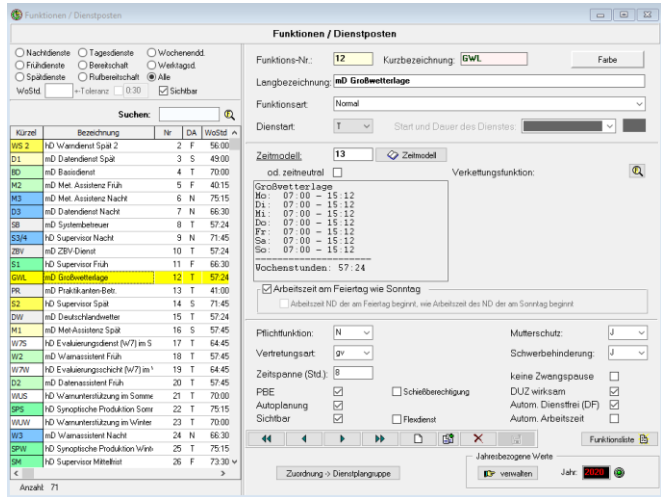 Funktionen / Dienstposten
Funktionen / Dienstposten
Nachtdienste Tagesdienste Wochenendd.
Frühdienste Bereitschaft Werktagsd.
Spätdienste Rufbereitschaft Alle
WoStd. +-Toleranz 0:30 Sichtbar
Suchen:
Kürzel Bezeichnung Nr DA WoStd
WS 2 hD Warndienst Spät 2 2 F 56:00
D1 mD Datendienst Spät 3 S 49:00
BD mD Basisdienst 4 T 70:00
M2 mD Met. Assistenz Früh 5 F 40:15
M3 mD Met. Assistenz Nacht 6 N 75:15
D3 mD Datendienst Nacht 7 N 66:30
SB mD Systembetreuer 8 T 57:24
S3/4 hD Supervisor Nacht 9 N 71:45
ZBV mD ZBV-Dienst 10 T 57:24
S1 hD Supervisor Früh 11 F 66:30
GWL mD Großwetterlage 12 T 57:24
PR mD Praktikanten-Betr. 13 T 41:00
S2 hD Supervisor Spät 14 S 71:45
DW mD Deutschlandwetter 15 T 57:24
M1 mD Met-Assistenz Spät 16 S 57:45
W7S hD Evaluierungsdienst (W7) im S 17 T 64:45
W2 mD Warnassistent Früh 18 T 57:45
W7W hD Evaluierungsschicht (W7) im 19 T 64:45
D2 mD Datenassistent Früh 20 T 57:45
WUS hD Warnunterstützung im Somme 21 T 70:00
SPS hD Synoptische Produktion Somr 22 T 75:15
WUW hD Warnunterstützung im Winter 23 T 70:00
W3 mD Warnassistent Nacht 24 N 66:30
SPW hD Synoptische Produktion Wint 25 T 75:15
SM hD Supervisor Mittelfrist 26 F 73:30
Anzahl: 71
Funktions-Nr.: 12 Kurzbezeichnung: GWL Farbe
Langbezeichnung: mD Großwetterlage
Funktionsart: Normal
Dienstart: T Start und Dauer des Dienstes:
Zeitmodell: 13 Zeitmodell
od. zeitneutral Verkettungsfunktion:
Großwetterlage
Mo: 07:00 - 15:12
Di: 07:00 - 15:12
Mi: 07:00 - 15:12
Do: 07:00 - 15:12
Fr: 07:00 - 15:12
Sa: 07:00 - 15:12
So: 07:00 - 15:12
--------------------
Wochenstunden: 57:24
Arbeitszeit am Feiertag wie Sonntag
Arbeitszeit ND der am Feiertag beginnt, wie Arbeitszeit des ND der am Sonntag beginnt
Pflichtfunktion: N Mutterschutz: J
Vertretungsart: gv Schwerbehinderung: J
Zeitspanne (Std.): 8 keine Zwangspause
PBE Schießberechtigung DUZ wirksam
Autoplanung Autom. Dienstfrei (DF)
Sichtbar Flexdienst Autom. Arbeitszeit
Funktionsliste
Zuordnung -> Dienstplangruppe
Jahresbezogene Werte
verwalten Jahr: 2020